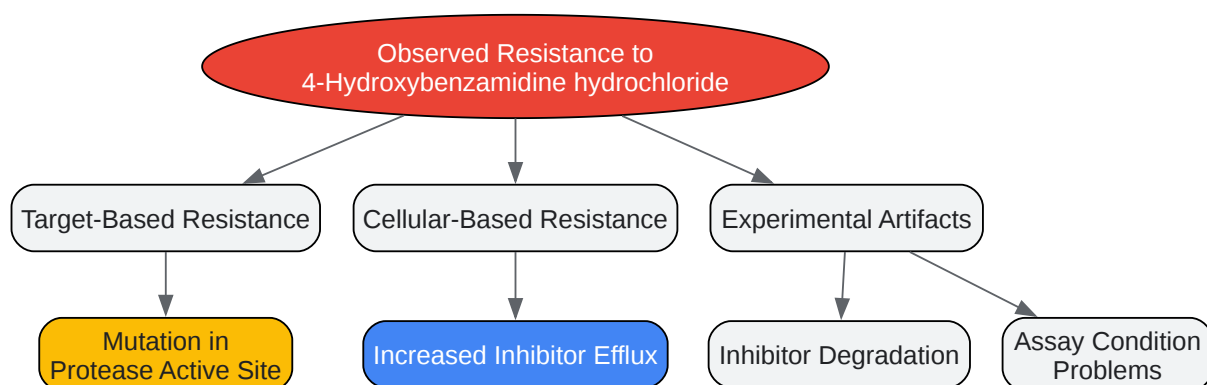 Observed Resistance to
4-Hydroxybenzamidine hydrochloride
Target-Based Resistance
Cellular-Based Resistance
Experimental Artifacts
Mutation in
Protease Active Site
Increased Inhibitor Efflux
Inhibitor Degradation
Assay Condition
Problems